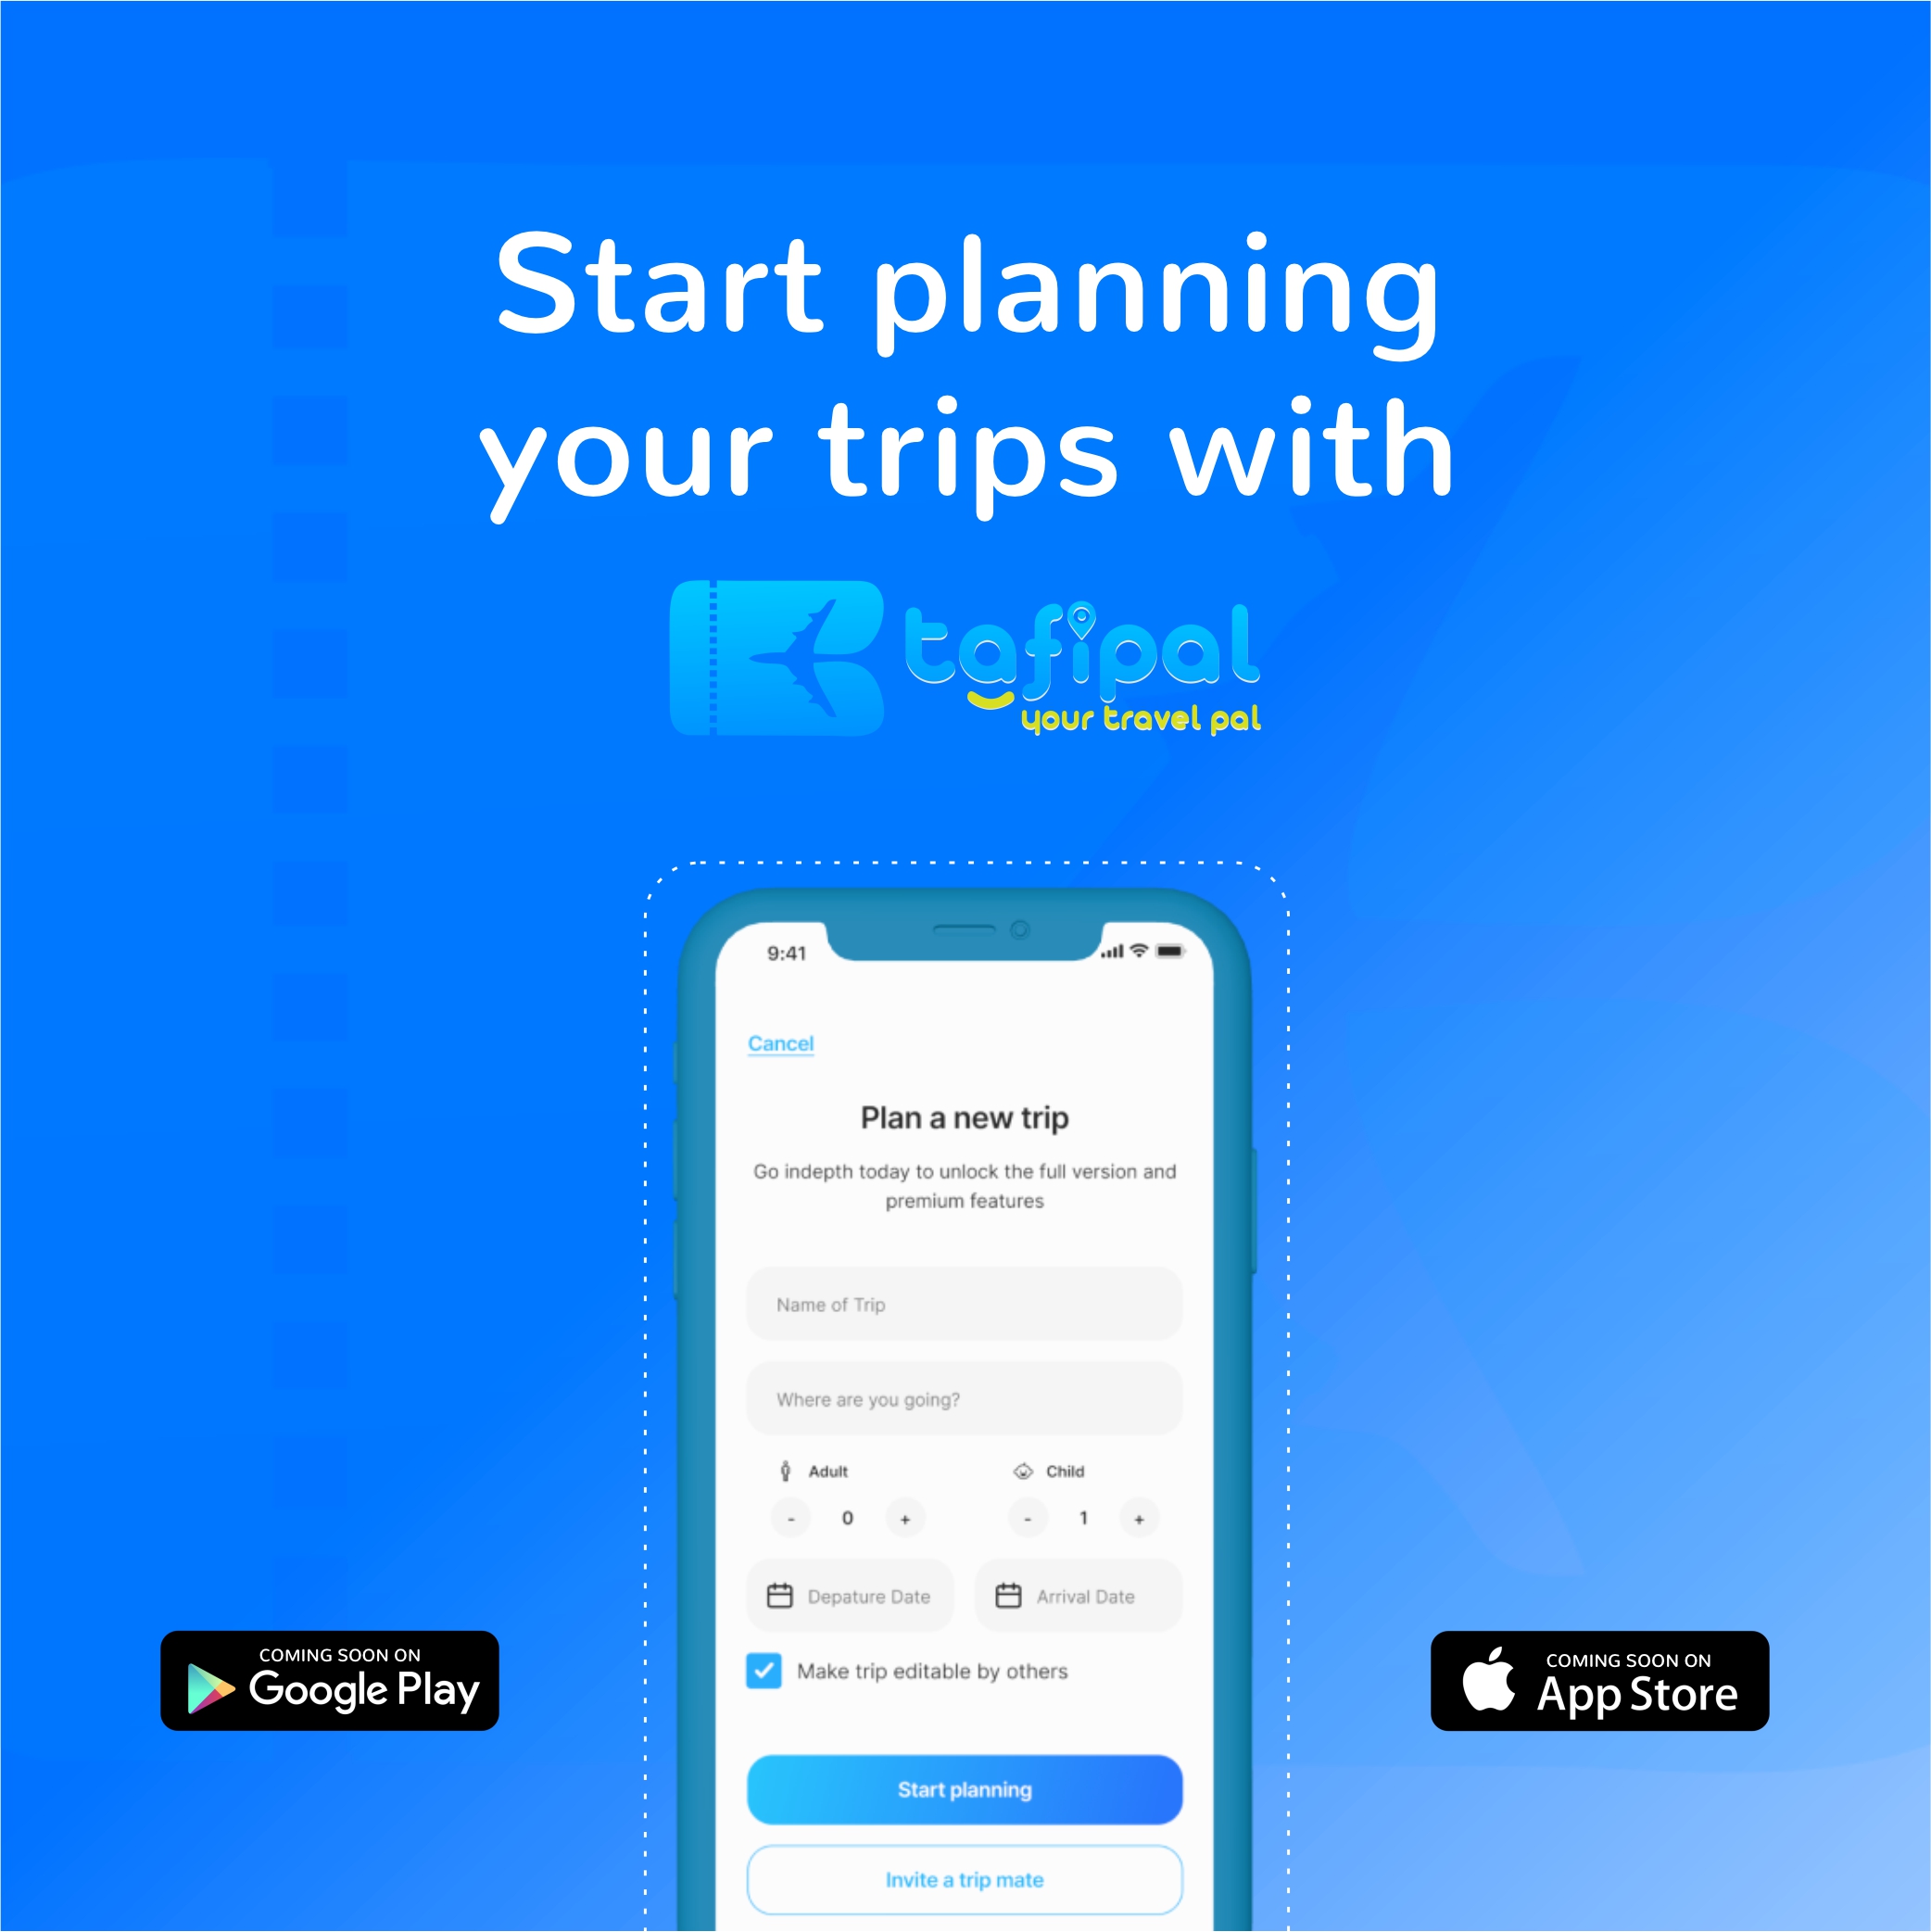 Start planning
your trips with
tafipal
your travel pal
9:41
Cancel
Plan a new trip
Go indepth today to unlock the full version and
premium features
Name of Trip
Where are you going?
Adult Child
- 0 + - 1 +
Depature Date Arrival Date
Make trip editable by others
COMING SOON ON
Google Play
COMING SOON ON
App Store
Start planning
Invite a trip mate